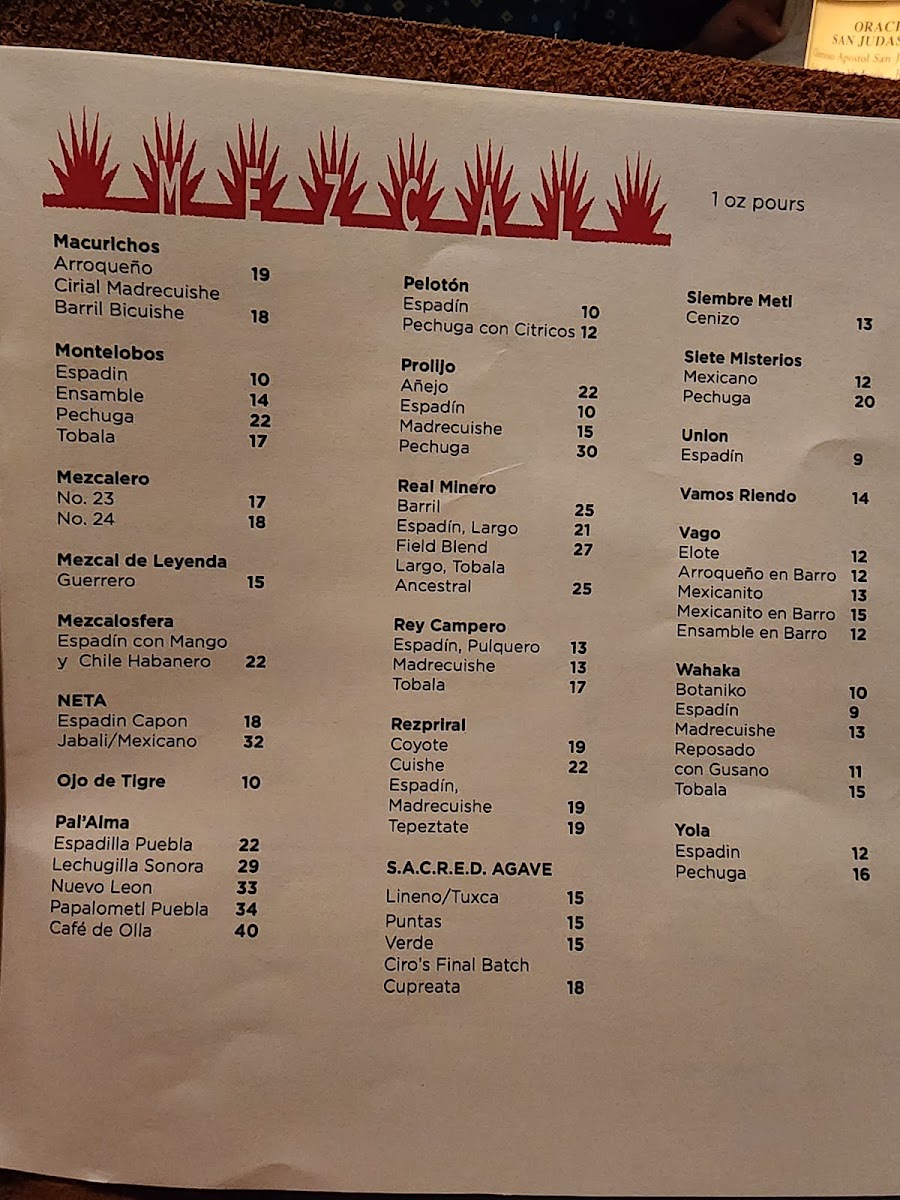 ORACI
SAN JUDAS
Apostol San J
MEZCAL
1 oz pours
Macurichos
Arroqueño 19
Cirial Madrecuishe
Barril Bicuishe 18
Montelobos
Espadin 10
Ensamble 14
Pechuga 22
Tobala 17
Mezcalero
No. 23 17
No. 24 18
Mezcal de Leyenda
Guerrero 15
Mezcalosfera
Espadín con Mango
y Chile Habanero 22
NETA
Espadin Capon 18
Jabali/Mexicano 32
Ojo de Tigre 10
Pal'Alma
Espadilla Puebla 22
Lechugilla Sonora 29
Nuevo Leon 33
Papalometl Puebla 34
Café de Olla 40
Pelotón
Espadín 10
Pechuga con Citricos 12
Prolijo
Añejo 22
Espadín 10
Madrecuishe 15
Pechuga 30
Real Minero
Barril 25
Espadín, Largo 21
Field Blend 27
Largo, Tobala
Ancestral 25
Rey Campero
Espadín, Pulquero 13
Madrecuishe 13
Tobala 17
Rezpriral
Coyote 19
Cuishe 22
Espadín,
Madrecuishe 19
Tepeztate 19
S.A.C.R.E.D. AGAVE
Lineno/Tuxca 15
Puntas 15
Verde 15
Ciro's Final Batch
Cupreata 18
Siembre Metl
Cenizo 13
Siete Misterios
Mexicano 12
Pechuga 20
Union
Espadín 9
Vamos Riendo 14
Vago
Elote 12
Arroqueño en Barro 12
Mexicanito 13
Mexicanito en Barro 15
Ensamble en Barro 12
Wahaka
Botaniko 10
Espadín 9
Madrecuishe 13
Reposado
con Gusano 11
Tobala 15
Yola
Espadin 12
Pechuga 16